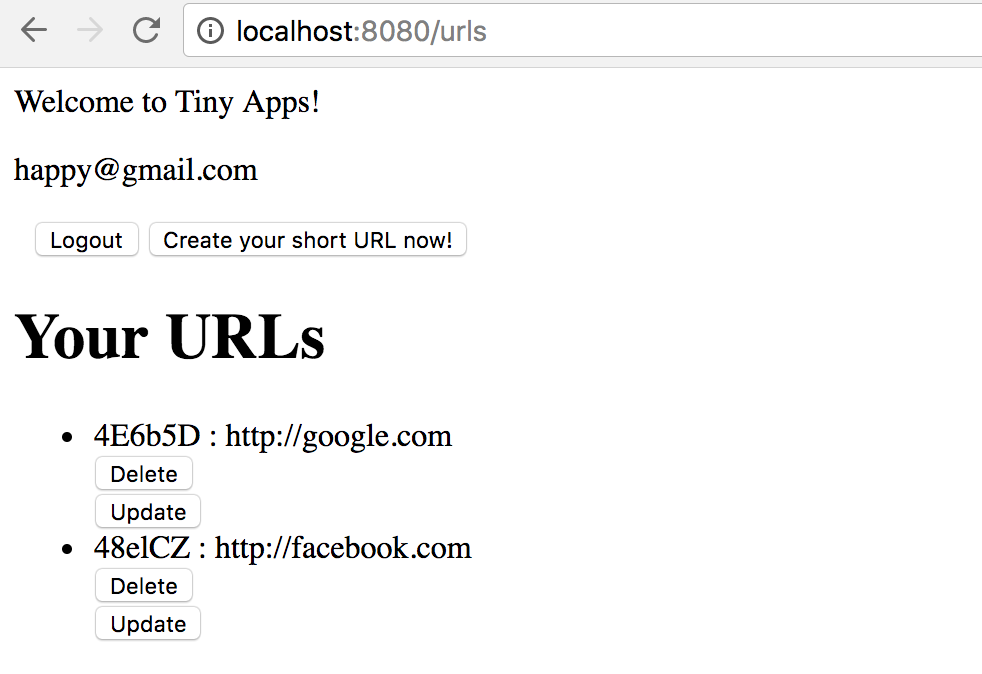 localhost:8080/urls
Welcome to Tiny Apps!
happy@gmail.com
Logout Create your short URL now!
Your URLs
4E6b5D : http://google.com
Delete
Update
48elCZ : http://facebook.com
Delete
Update